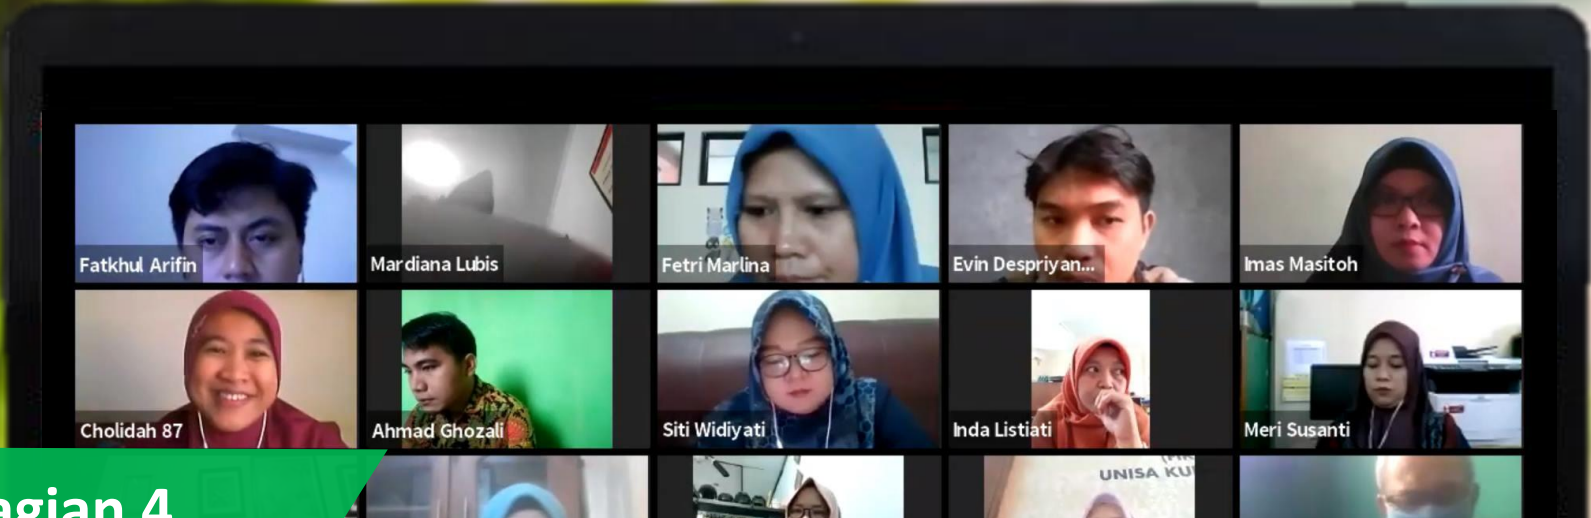 Fatkhul Arifin
Mardiana Lubis
Fetri Marlina
Evin Despriyan...
Imas Masitoh
Cholidah 87
Ahmad Ghozali
Siti Widiyati
Inda Listiati
Meri Susanti
UNISA KU
agian 4